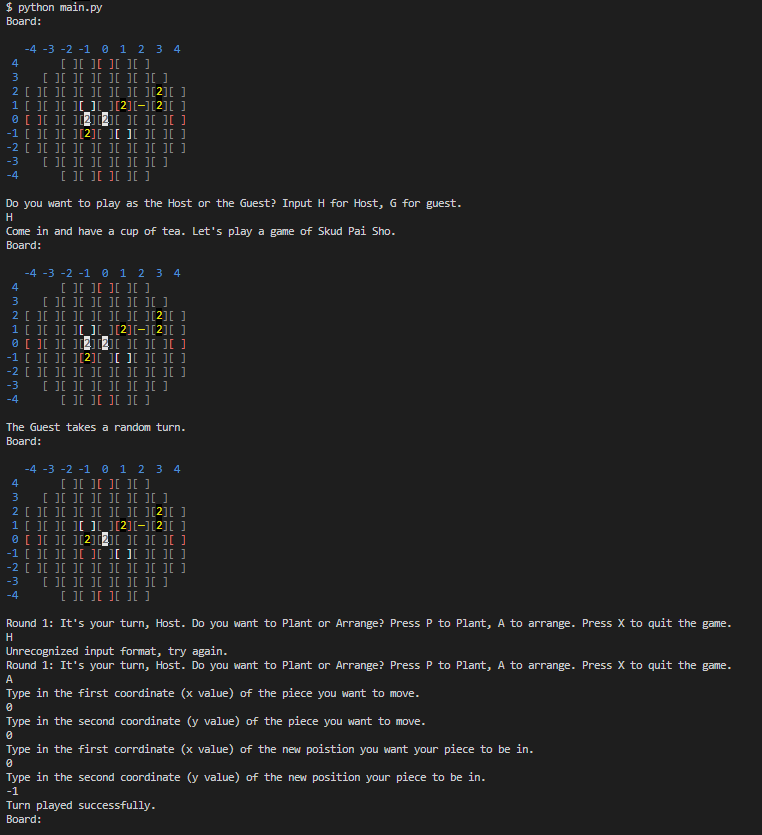 $ python main.py
Board:
-4 -3 -2 -1  0  1  2  3  4
4       [ ][ ][ ][ ][ ]
3    [ ][ ][ ][ ][ ][ ][ ]
2 [ ][ ][ ][ ][ ][ ][ ][2][ ]
1 [ ][ ][ ][ ][ ][2][—][2][ ]
0 [ ][ ][ ][2][2][ ][ ][ ][ ]
-1 [ ][ ][ ][2][ ][ ][ ][ ][ ]
-2 [ ][ ][ ][ ][ ][ ][ ][ ][ ]
-3    [ ][ ][ ][ ][ ][ ][ ]
-4       [ ][ ][ ][ ][ ]
Do you want to play as the Host or the Guest? Input H for Host, G for guest.
H
Come in and have a cup of tea. Let's play a game of Skud Pai Sho.
Board:
-4 -3 -2 -1  0  1  2  3  4
4       [ ][ ][ ][ ][ ]
3    [ ][ ][ ][ ][ ][ ][ ]
2 [ ][ ][ ][ ][ ][ ][ ][2][ ]
1 [ ][ ][ ][ ][ ][2][—][2][ ]
0 [ ][ ][ ][2][2][ ][ ][ ][ ]
-1 [ ][ ][ ][2][ ][ ][ ][ ][ ]
-2 [ ][ ][ ][ ][ ][ ][ ][ ][ ]
-3    [ ][ ][ ][ ][ ][ ][ ]
-4       [ ][ ][ ][ ][ ]
The Guest takes a random turn.
Board:
-4 -3 -2 -1  0  1  2  3  4
4       [ ][ ][ ][ ][ ]
3    [ ][ ][ ][ ][ ][ ][ ]
2 [ ][ ][ ][ ][ ][ ][ ][2][ ]
1 [ ][ ][ ][ ][ ][2][—][2][ ]
0 [ ][ ][ ][2][2][ ][ ][ ][ ]
-1 [ ][ ][ ][ ][ ][ ][ ][ ][ ]
-2 [ ][ ][ ][ ][ ][ ][ ][ ][ ]
-3    [ ][ ][ ][ ][ ][ ][ ]
-4       [ ][ ][ ][ ][ ]
Round 1: It's your turn, Host. Do you want to Plant or Arrange? Press P to Plant, A to arrange. Press X to quit the game.
H
Unrecognized input format, try again.
Round 1: It's your turn, Host. Do you want to Plant or Arrange? Press P to Plant, A to arrange. Press X to quit the game.
A
Type in the first coordinate (x value) of the piece you want to move.
0
Type in the second coordinate (y value) of the piece you want to move.
0
Type in the first corrdinate (x value) of the new poistion you want your piece to be in.
0
Type in the second coordinate (y value) of the new position your piece to be in.
-1
Turn played successfully.
Board: